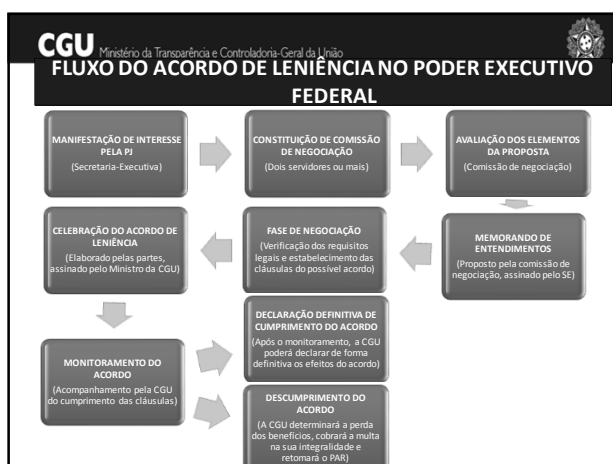 CGU Ministério da Transparência e Controladoria-Geral da União
FLUXO DO ACORDO DE LENIÊNCIA NO PODER EXECUTIVO
FEDERAL
MANIFESTAÇÃO DE INTERESSE
PELA PJ
(Secretaria-Executiva)
CONSTITUIÇÃO DE COMISSÃO
DE NEGOCIAÇÃO
(Dois servidores ou mais)
AVALIAÇÃO DOS ELEMENTOS
DA PROPOSTA
(Comissão de negociação)
MEMORANDO DE
ENTENDIMENTOS
(Proposto pela comissão de
negociação, assinado pelo SE)
FASE DE NEGOCIAÇÃO
(Verificação dos requisitos
legais e estabelecimento das
cláusulas do possível acordo)
CELEBRAÇÃO DO ACORDO DE
LENIÊNCIA
(Elaborado pelas partes,
assinado pelo Ministro da CGU)
MONITORAMENTO DO
ACORDO
(Acompanhamento pela CGU
do cumprimento das cláusulas)
DECLARAÇÃO DEFINITIVA DE
CUMPRIMENTO DO ACORDO
(Após o monitoramento, a CGU
poderá declarar de forma
definitiva os efeitos do acordo)
DESCUMPRIMENTO DO
ACORDO
(A CGU determinará a perda
dos benefícios, cobrará a multa
na sua integralidade e
retomará o PAR)